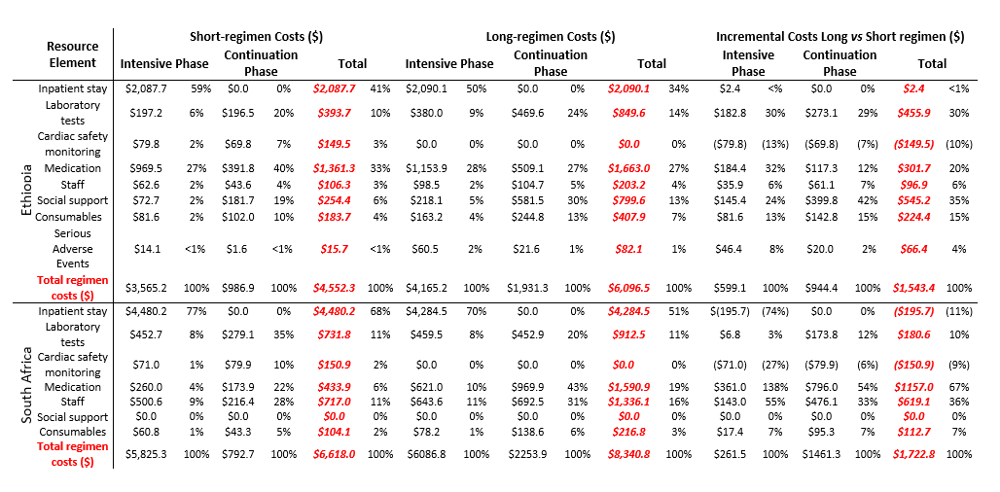 Short-regimen Costs ($) Long-regimen Costs ($) Incremental Costs Long vs Short regimen ($)
Resource Element Intensive Phase Continuation Phase Total Intensive Phase Continuation Phase Total Intensive Phase Continuation Phase Total
Ethiopia
Inpatient stay $2,087.7 59% $0.0 0% $2,087.7 41% $2,090.1 50% $0.0 0% $2,090.1 34% $2.4 <% $0.0 0% $2.4 <1%
Laboratory tests $197.2 6% $196.5 20% $393.7 10% $380.0 9% $469.6 24% $849.6 14% $182.8 30% $273.1 29% $455.9 30%
Cardiac safety monitoring $79.8 2% $69.8 7% $149.5 3% $0.0 0% $0.0 0% $0.0 0% ($79.8) (13%) ($69.8) (7%) ($149.5) (10%)
Medication $969.5 27% $391.8 40% $1,361.3 33% $1,153.9 28% $509.1 27% $1,663.0 27% $184.4 32% $117.3 12% $301.7 20%
Staff $62.6 2% $43.6 4% $106.3 3% $98.5 2% $104.7 5% $203.2 4% $35.9 6% $61.1 7% $96.9 6%
Social support $72.7 2% $181.7 19% $254.4 6% $218.1 5% $581.5 30% $799.6 13% $145.4 24% $399.8 42% $545.2 35%
Consumables $81.6 2% $102.0 10% $183.7 4% $163.2 4% $244.8 13% $407.9 7% $81.6 13% $142.8 15% $224.4 15%
Serious Adverse Events $14.1 <1% $1.6 <1% $15.7 <1% $60.5 2% $21.6 1% $82.1 1% $46.4 8% $20.0 2% $66.4 4%
Total regimen costs ($) $3,565.2 100% $986.9 100% $4,552.3 100% $4,165.2 100% $1,931.3 100% $6,096.5 100% $599.1 100% $944.4 100% $1,543.4 100%
South Africa
Inpatient stay $4,480.2 77% $0.0 0% $4,480.2 68% $4,284.5 70% $0.0 0% $4,284.5 51% $(195.7) (74%) $0.0 0% ($195.7) (11%)
Laboratory tests $452.7 8% $279.1 35% $731.8 11% $459.5 8% $452.9 20% $912.5 11% $6.8 3% $173.8 12% $180.6 10%
Cardiac safety monitoring $71.0 1% $79.9 10% $150.9 2% $0.0 0% $0.0 0% $0.0 0% ($71.0) (27%) ($79.9) (6%) ($150.9) (9%)
Medication $260.0 4% $173.9 22% $433.9 6% $621.0 10% $969.9 43% $1,590.9 19% $361.0 138% $796.0 54% $1157.0 67%
Staff $500.6 9% $216.4 28% $717.0 11% $643.6 11% $692.5 31% $1,336.1 16% $143.0 55% $476.1 33% $619.1 36%
Social support $0.0 0% $0.0 0% $0.0 0% $0.0 0% $0.0 0% $0.0 0% $0.0 0% $0.0 0% $0.0 0%
Consumables $60.8 1% $43.3 5% $104.1 2% $78.2 1% $138.6 6% $216.8 3% $17.4 7% $95.3 7% $112.7 7%
Total regimen costs ($) $5,825.3 100% $792.7 100% $6,618.0 100% $6086.8 100% $2253.9 100% $8,340.8 100% $261.5 100% $1461.3 100% $1,722.8 100%